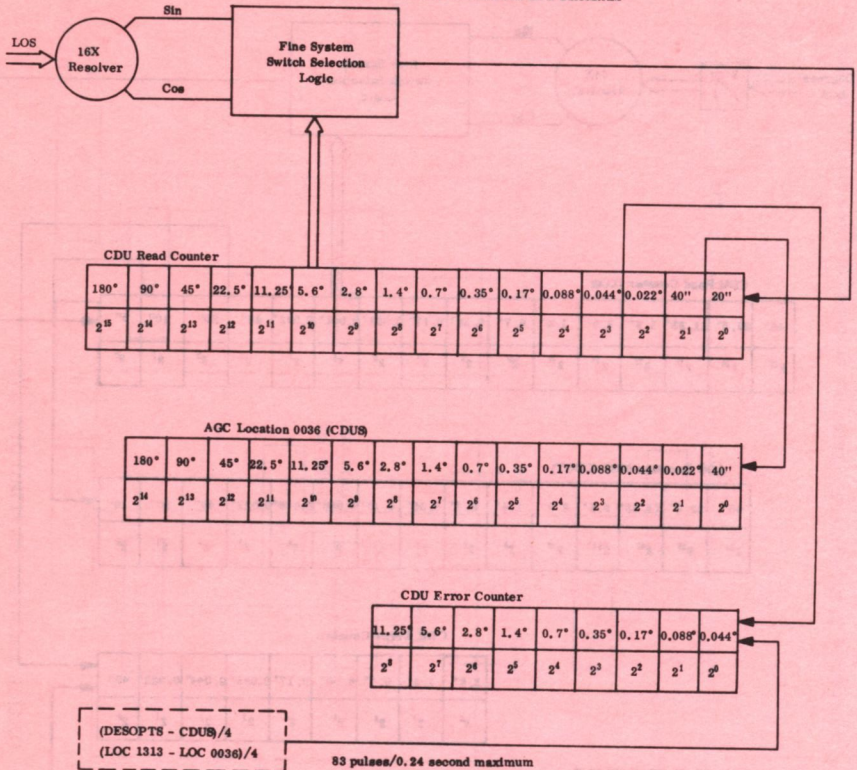 LOS
16X
Resolver
Sin
Cos
Fine System
Switch Selection
Logic
CDU Read Counter
180° 90° 45° 22.5° 11.25° 5.6° 2.8° 1.4° 0.7° 0.35° 0.17° 0.088° 0.044° 0.022° 40" 20"
2¹⁵ 2¹⁴ 2¹³ 2¹² 2¹¹ 2¹⁰ 2⁹ 2⁸ 2⁷ 2⁶ 2⁵ 2⁴ 2³ 2² 2¹ 2⁰
AGC Location 0036 (CDUS)
180° 90° 45° 22.5° 11.25° 5.6° 2.8° 1.4° 0.7° 0.35° 0.17° 0.088° 0.044° 0.022° 40"
2¹⁴ 2¹³ 2¹² 2¹¹ 2¹⁰ 2⁹ 2⁸ 2⁷ 2⁶ 2⁵ 2⁴ 2³ 2² 2¹ 2⁰
CDU Error Counter
11.25° 5.6° 2.8° 1.4° 0.7° 0.35° 0.17° 0.088° 0.044°
2⁸ 2⁷ 2⁶ 2⁵ 2⁴ 2³ 2² 2¹ 2⁰
(DESOPTS - CDUS)/4
(LOC 1313 - LOC 0036)/4
83 pulses/0.24 second maximum